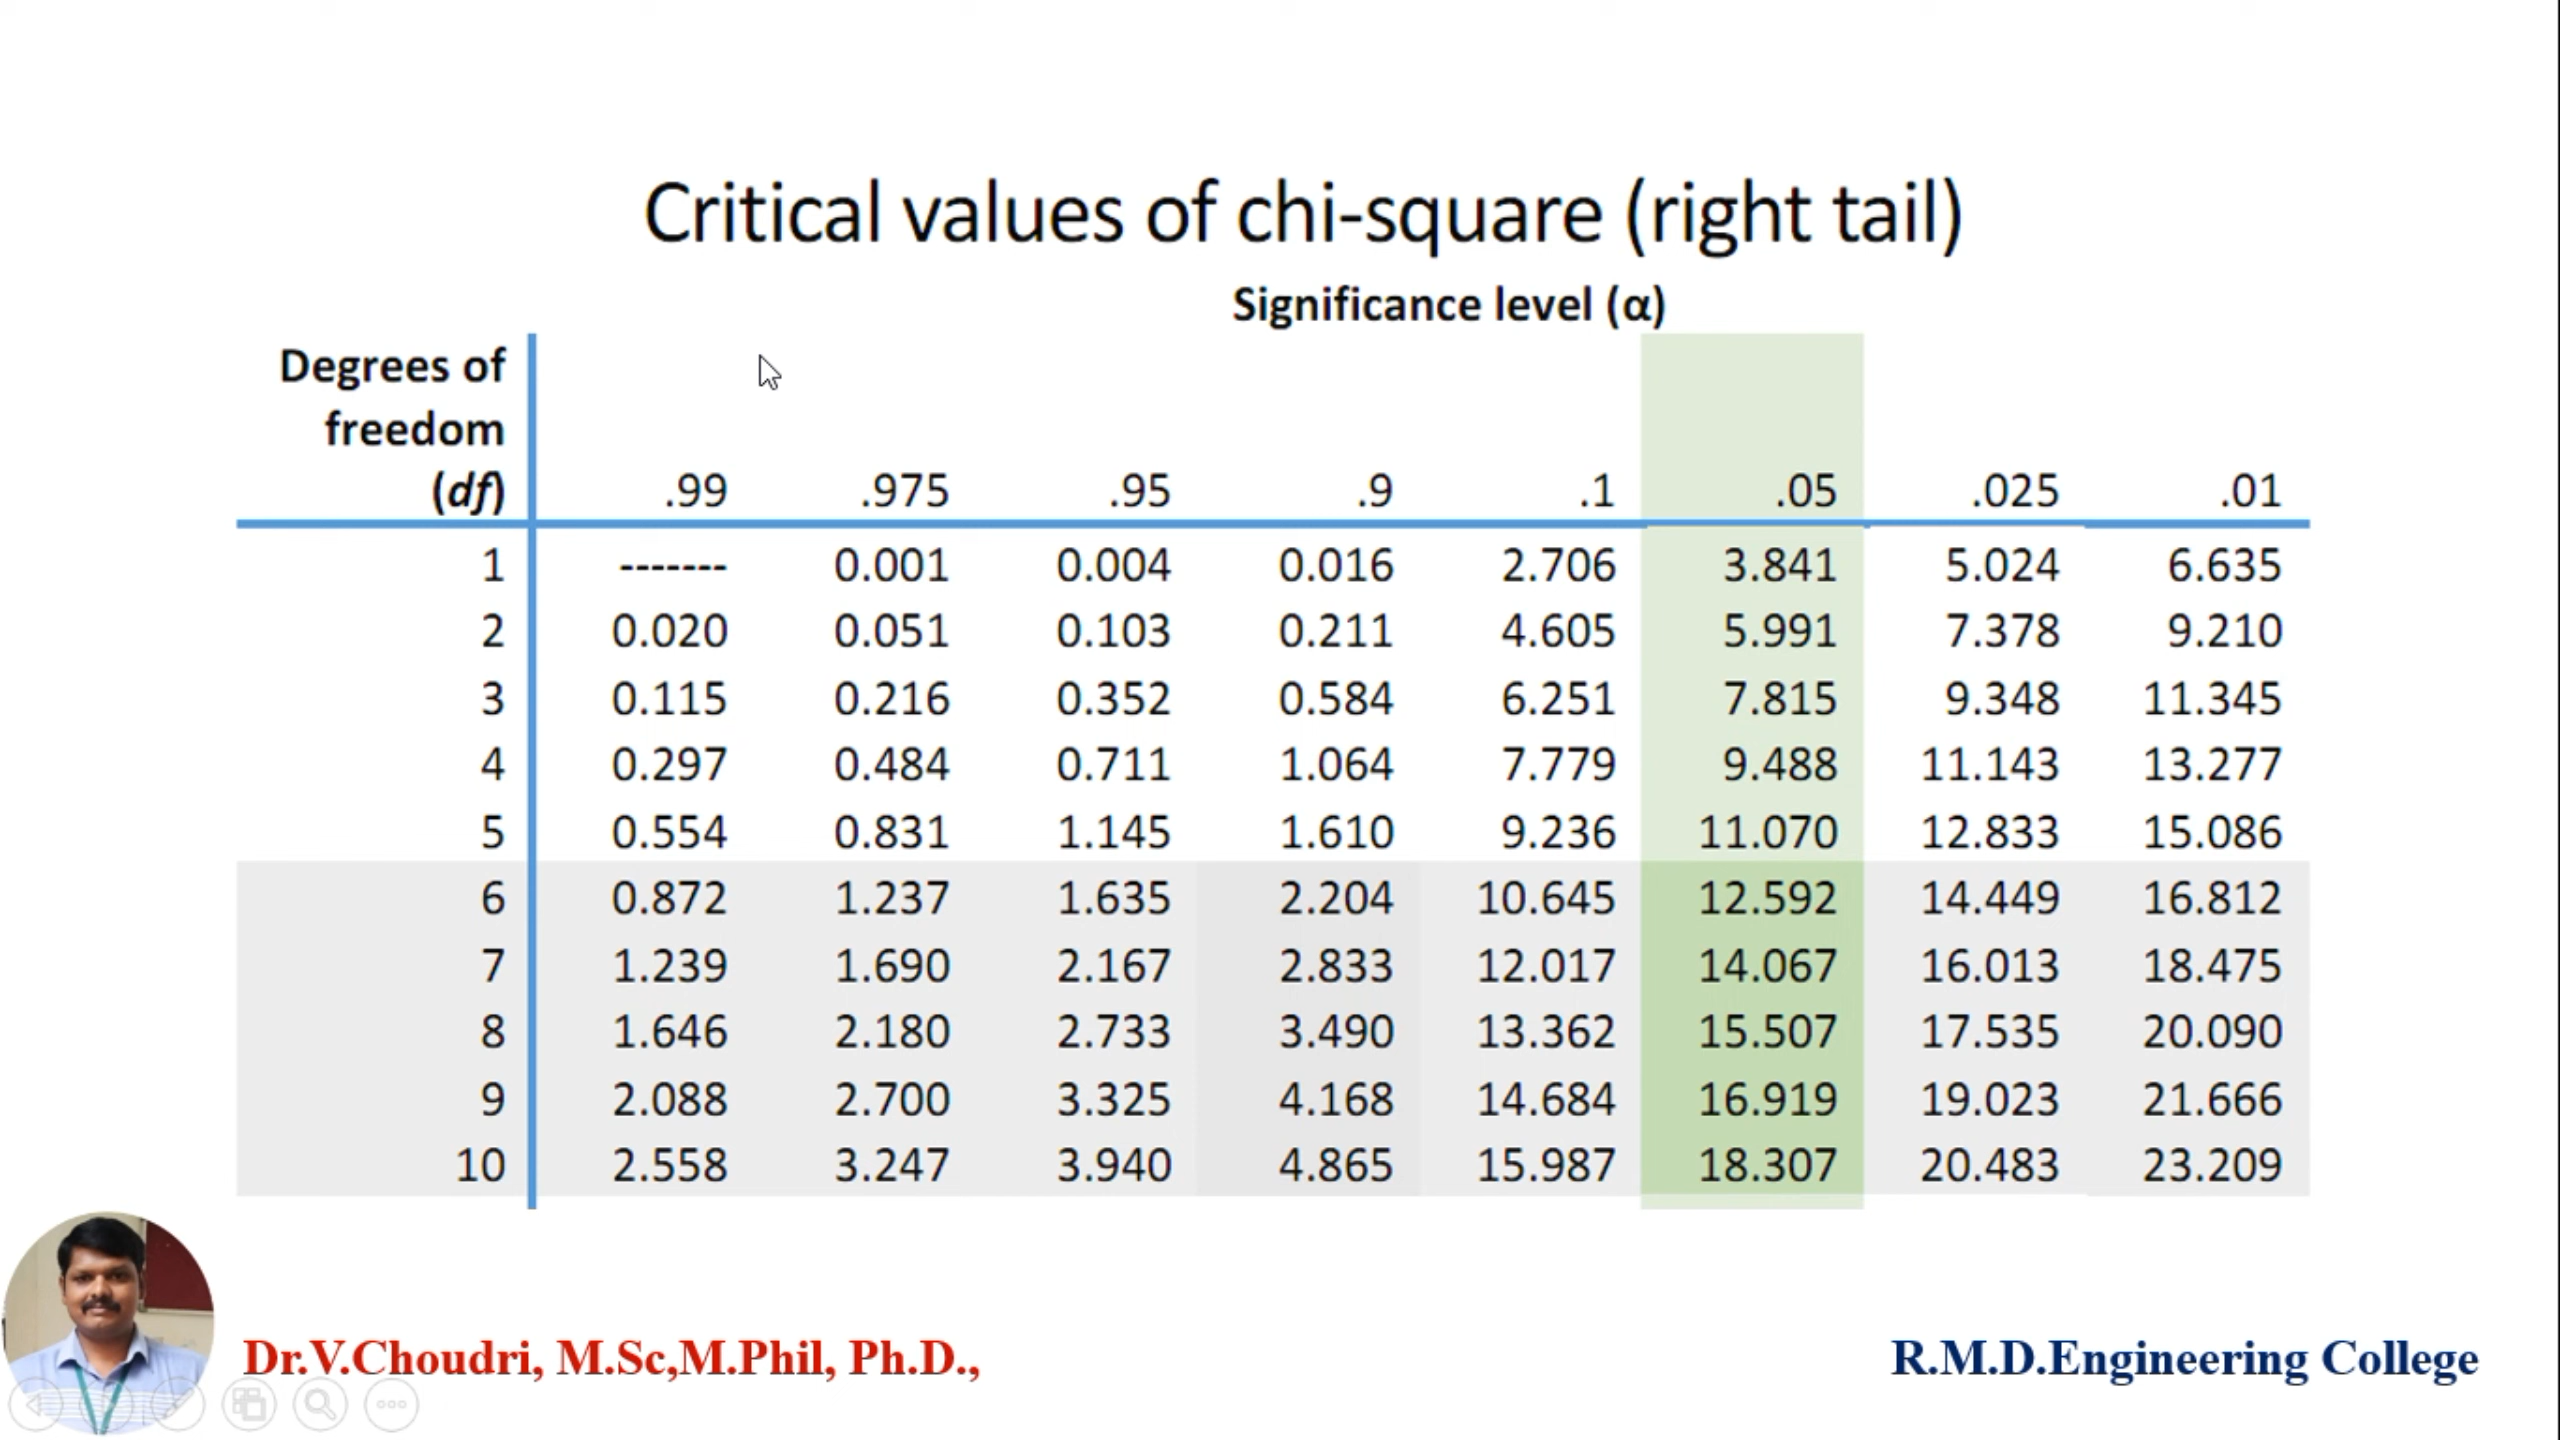 Critical values of chi-square (right tail)
Significance level (α)
Degrees of
freedom
(df) .99 .975 .95 .9 .1 .05 .025 .01
1 ------- 0.001 0.004 0.016 2.706 3.841 5.024 6.635
2 0.020 0.051 0.103 0.211 4.605 5.991 7.378 9.210
3 0.115 0.216 0.352 0.584 6.251 7.815 9.348 11.345
4 0.297 0.484 0.711 1.064 7.779 9.488 11.143 13.277
5 0.554 0.831 1.145 1.610 9.236 11.070 12.833 15.086
6 0.872 1.237 1.635 2.204 10.645 12.592 14.449 16.812
7 1.239 1.690 2.167 2.833 12.017 14.067 16.013 18.475
8 1.646 2.180 2.733 3.490 13.362 15.507 17.535 20.090
9 2.088 2.700 3.325 4.168 14.684 16.919 19.023 21.666
10 2.558 3.247 3.940 4.865 15.987 18.307 20.483 23.209
Dr.V.Choudri, M.Sc,M.Phil, Ph.D., R.M.D.Engineering College